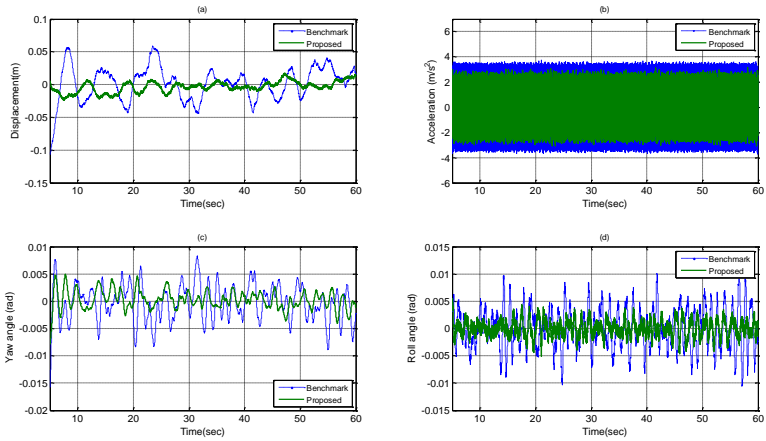 (a)
0.1
0.05
0
-0.05
-0.1
-0.15
Displacement(m)
Benchmark
Proposed
10 20 30 40 50 60
Time(sec)
(b)
6
4
2
0
-2
-4
-6
Acceleration (m/s²)
Benchmark
Proposed
10 20 30 40 50 60
Time(sec)
(c)
0.01
0.005
0
-0.005
-0.01
-0.015
-0.02
Yaw angle (rad)
Benchmark
Proposed
10 20 30 40 50 60
Time(sec)
(d)
0.015
0.01
0.005
0
-0.005
-0.01
-0.015
Roll angle (rad)
Benchmark
Proposed
10 20 30 40 50 60
Time(sec)